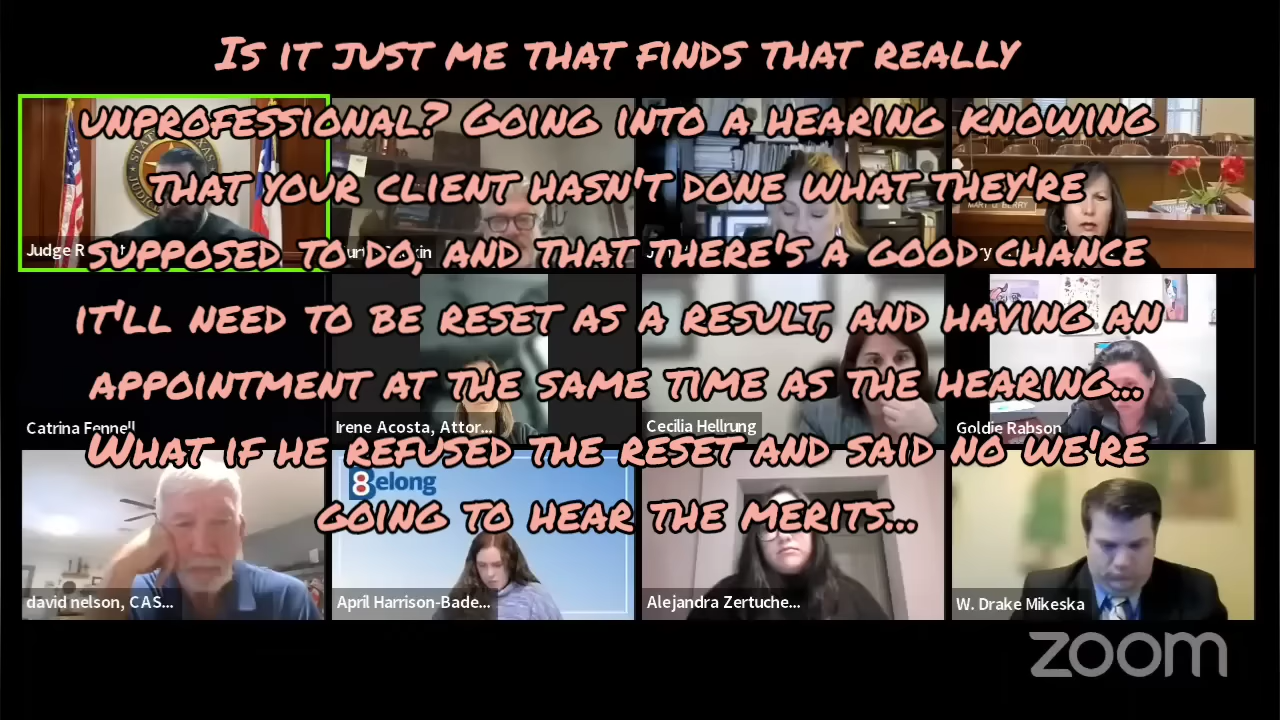 Is it just me that finds that really
unprofessional? Going into a hearing knowing
that your client hasn't done what they're
supposed to do, and that there's a good chance
it'll need to be reset as a result, and having an
appointment at the same time as the hearing...
What if he refused the reset and said no we're
going to hear the merits...
Judge R
MARY D BERRY
Catrina Fennell
Irene Acosta, Attor...
Cecilia Hellrung
Goldie Rabson
8elong
david nelson, CAS...
April Harrison-Bade...
Alejandra Zertuche...
W. Drake Mikeska
zoom